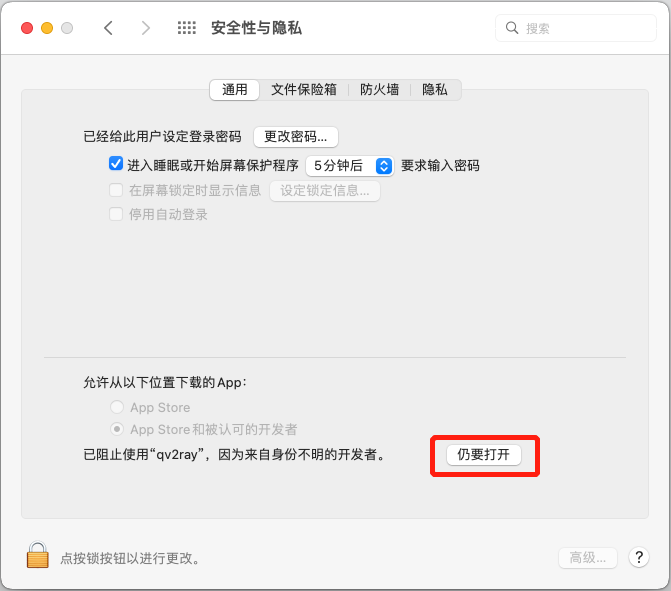 安全性与隐私
搜索
通用 文件保险箱 防火墙 隐私
已经给此用户设定登录密码 更改密码...
进入睡眠或开始屏幕保护程序 5分钟后 要求输入密码
在屏幕锁定时显示信息 设定锁定信息...
停用自动登录
允许从以下位置下载的App：
App Store
App Store和被认可的开发者
已阻止使用“qv2ray”，因为来自身份不明的开发者。 仍要打开
点按锁按钮以进行更改。 高级... ?